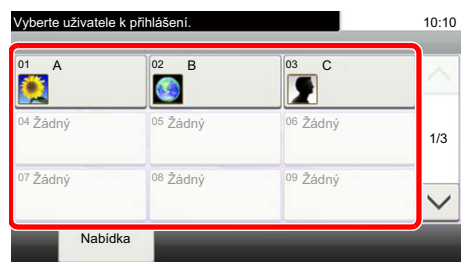 Vyberte uživatele k přihlášení. 10:10
01 A 02 B 03 C
04 Žádný 05 Žádný 06 Žádný
1/3
07 Žádný 08 Žádný 09 Žádný
Nabídka